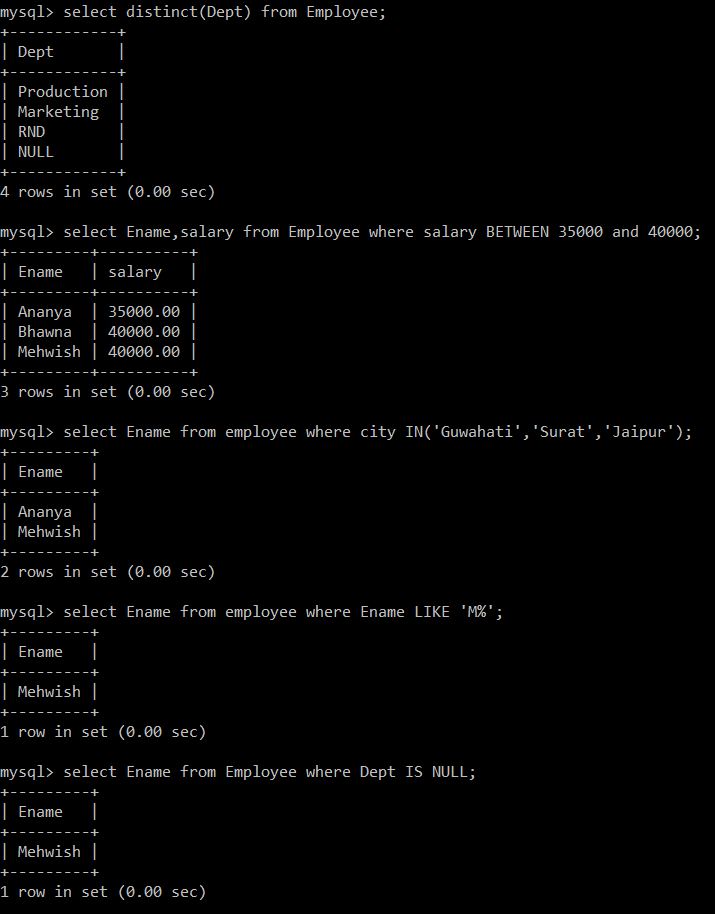 mysql> select distinct(Dept) from Employee;
+------------+
| Dept       |
+------------+
| Production |
| Marketing  |
| RND        |
| NULL       |
+------------+
4 rows in set (0.00 sec)

mysql> select Ename,salary from Employee where salary BETWEEN 35000 and 40000;
+---------+----------+
| Ename   | salary   |
+---------+----------+
| Ananya  | 35000.00 |
| Bhawna  | 40000.00 |
| Mehwish | 40000.00 |
+---------+----------+
3 rows in set (0.00 sec)

mysql> select Ename from employee where city IN('Guwahati','Surat','Jaipur');
+---------+
| Ename   |
+---------+
| Ananya  |
| Mehwish |
+---------+
2 rows in set (0.00 sec)

mysql> select Ename from employee where Ename LIKE 'M%';
+---------+
| Ename   |
+---------+
| Mehwish |
+---------+
1 row in set (0.00 sec)

mysql> select Ename from Employee where Dept IS NULL;
+---------+
| Ename   |
+---------+
| Mehwish |
+---------+
1 row in set (0.00 sec)